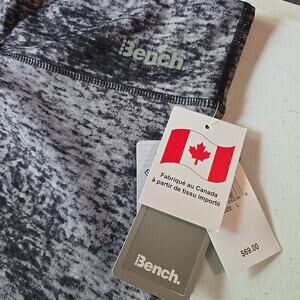 Bench.
Fabriqué au Canada
à partir de tissu importé
Bench.
$69.00